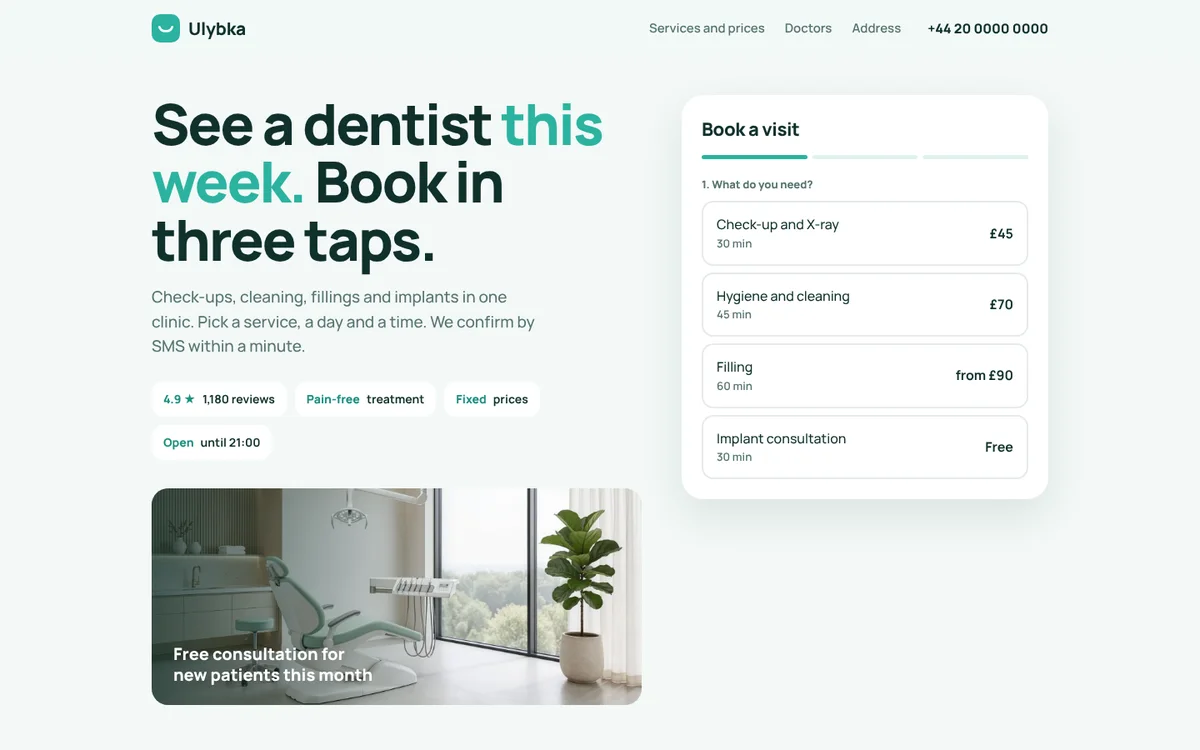 Ulybka
Services and prices
Doctors
Address
+44 20 0000 0000
See a dentist this
week. Book in
three taps.
Check-ups, cleaning, fillings and implants in one
clinic. Pick a service, a day and a time. We confirm by
SMS within a minute.
4.9 ★ 1,180 reviews
Pain-free treatment
Fixed prices
Open until 21:00
Free consultation for
new patients this month
Book a visit
1. What do you need?
Check-up and X-ray
30 min
£45
Hygiene and cleaning
45 min
£70
Filling
60 min
from £90
Implant consultation
30 min
Free